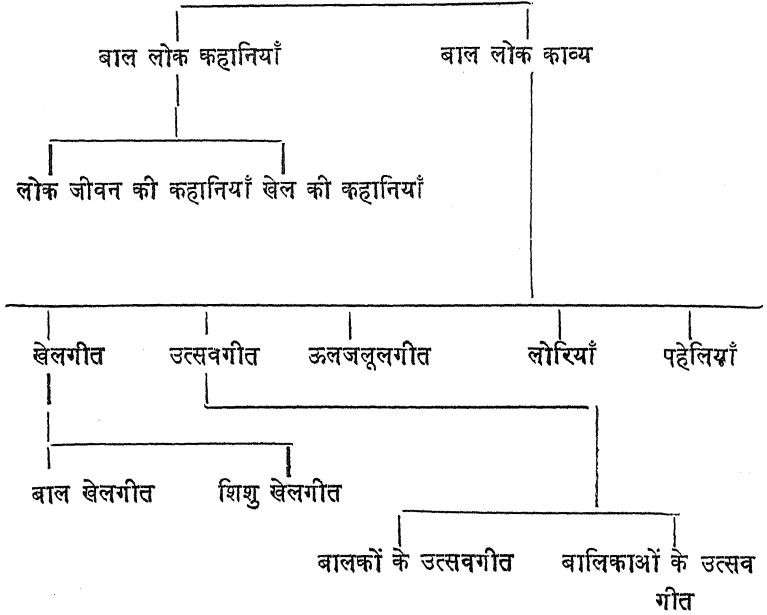 बाल लोक कहानियाँ बाल लोक काव्य
लोक जीवन की कहानियाँ खेल की कहानियाँ
खेलगीत उत्सवगीत ऊलजलूलगीत लोरियाँ पहेलियाँ
बाल खेलगीत शिशु खेलगीत
बालकों के उत्सवगीत बालिकाओं के उत्सव
गीत